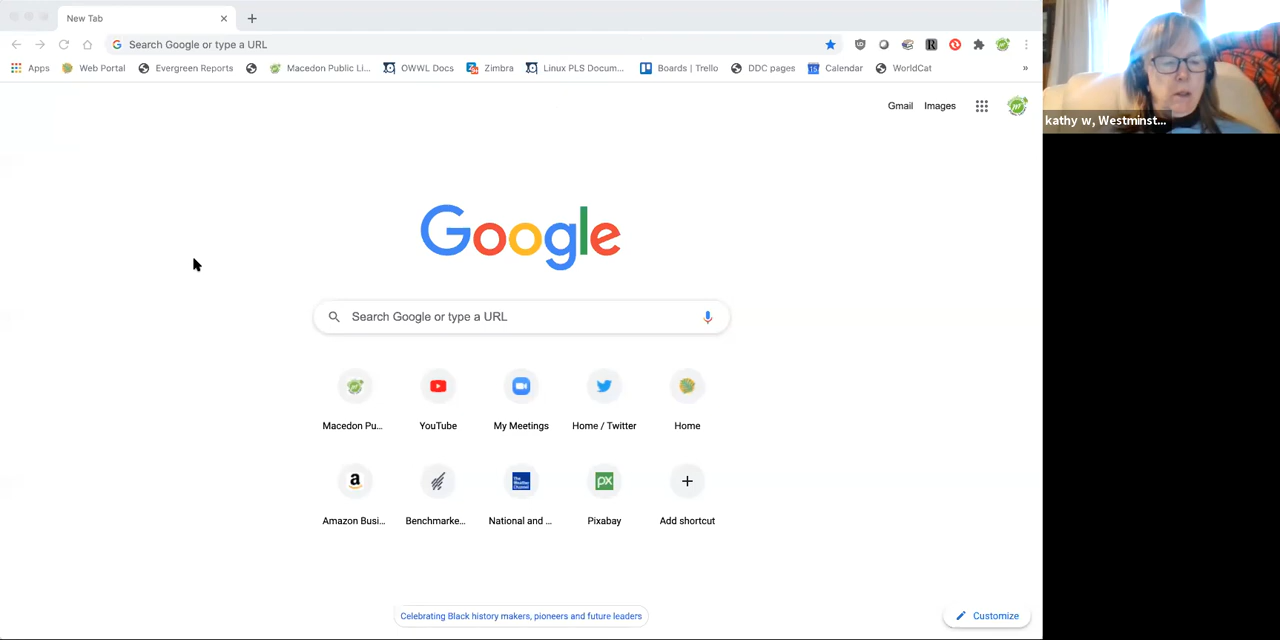 New Tab
Search Google or type a URL
Apps Web Portal Evergreen Reports Macedon Public Li... OWWL Docs Zimbra Linux PLS Docum... Boards | Trello DDC pages Calendar WorldCat »
Gmail Images
kathy w, Westminst...
Google
Search Google or type a URL
Macedon Pu... YouTube My Meetings Home / Twitter Home
Amazon Busi... Benchmarke... National and ... Pixabay Add shortcut
Celebrating Black history makers, pioneers and future leaders
Customize